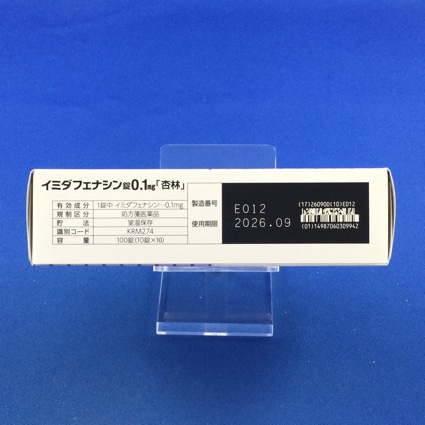 イミダフェナシン錠0.1mg「杏林」
有効成分 1錠中 イミダフェナシン…0.1mg
規制区分 処方箋医薬品
貯法 室温保存
識別コード KRM274
容量 100錠(10錠×10)
製造番号 E012
使用期限 2026.09
(17)260900(10)E012
(01)14987060309942